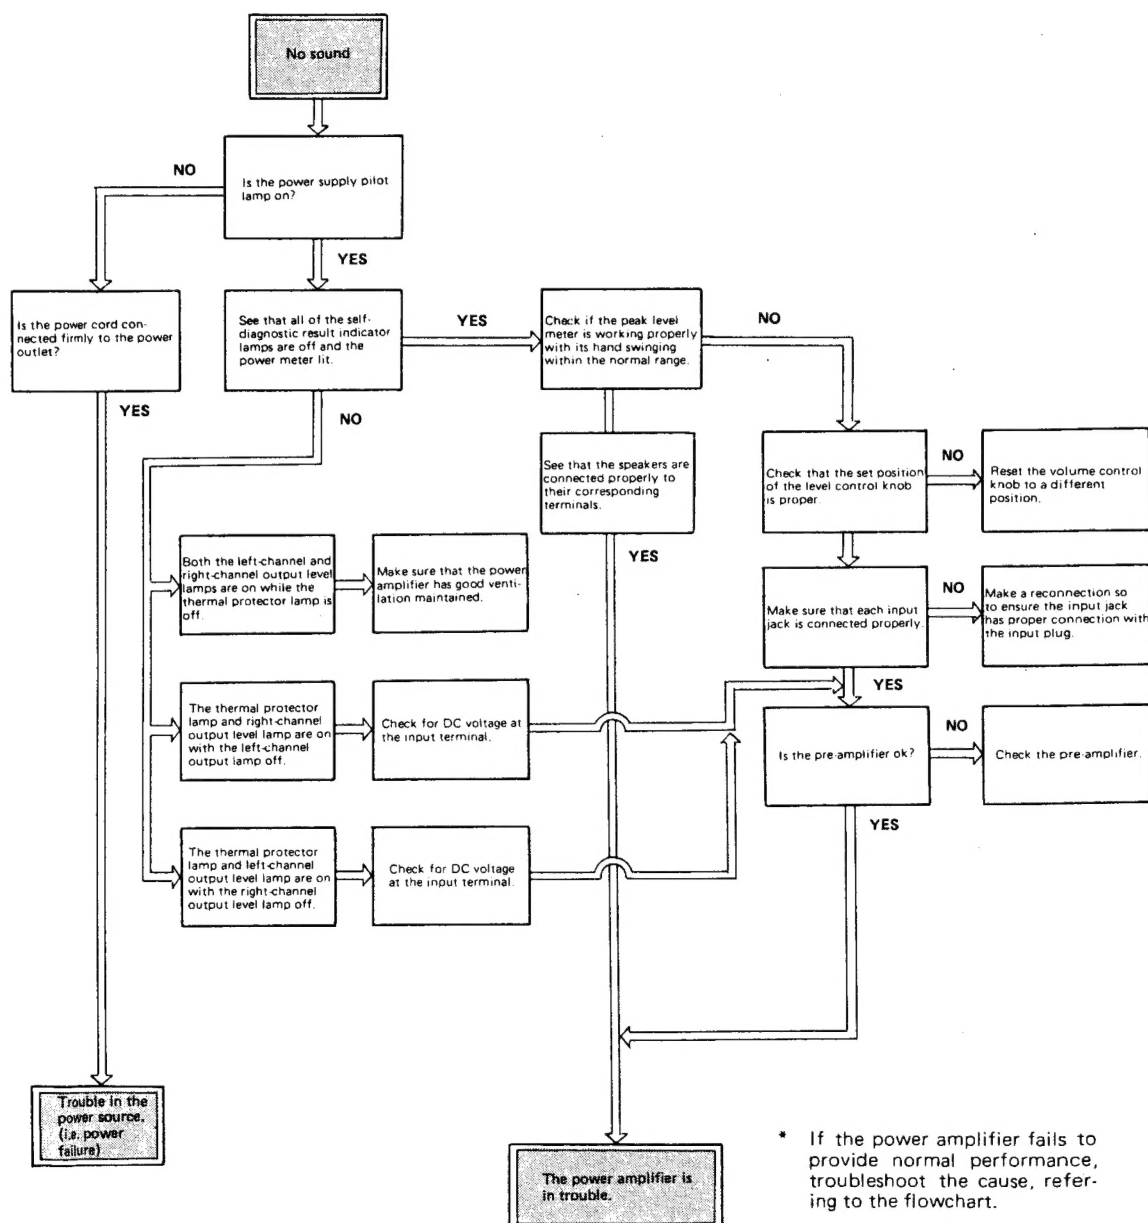 No sound
NO
Is the power supply pilot
lamp on?
YES
Is the power cord con-
nected firmly to the power
outlet?
YES
See that all of the self-
diagnostic result indicator
lamps are off and the
power meter lit.
YES
NO
Check if the peak level
meter is working properly
with its hand swinging
within the normal range.
NO
See that the speakers are
connected properly to
their corresponding
terminals.
YES
Check that the set position
of the level control knob
is proper.
NO
Reset the volume control
knob to a different
position.
Both the left-channel and
right-channel output level
lamps are on while the
thermal protector lamp is
off.
Make sure that the power
amplifier has good venti-
lation maintained.
Make sure that each input
jack is connected properly.
NO
Make a reconnection so
to ensure the input jack
has proper connection with
the input plug.
YES
The thermal protector
lamp and right-channel
output level lamp are on
with the left-channel
output lamp off.
Check for DC voltage at
the input terminal.
Is the pre-amplifier ok?
NO
Check the pre-amplifier.
YES
The thermal protector
lamp and left-channel
output level lamp are on
with the right-channel
output level lamp off.
Check for DC voltage
at the input terminal.
Trouble in the
power source.
(i.e. power
failure)
The power amplifier is
in trouble.
* If the power amplifier fails to
provide normal performance,
troubleshoot the cause, refer-
ing to the flowchart.